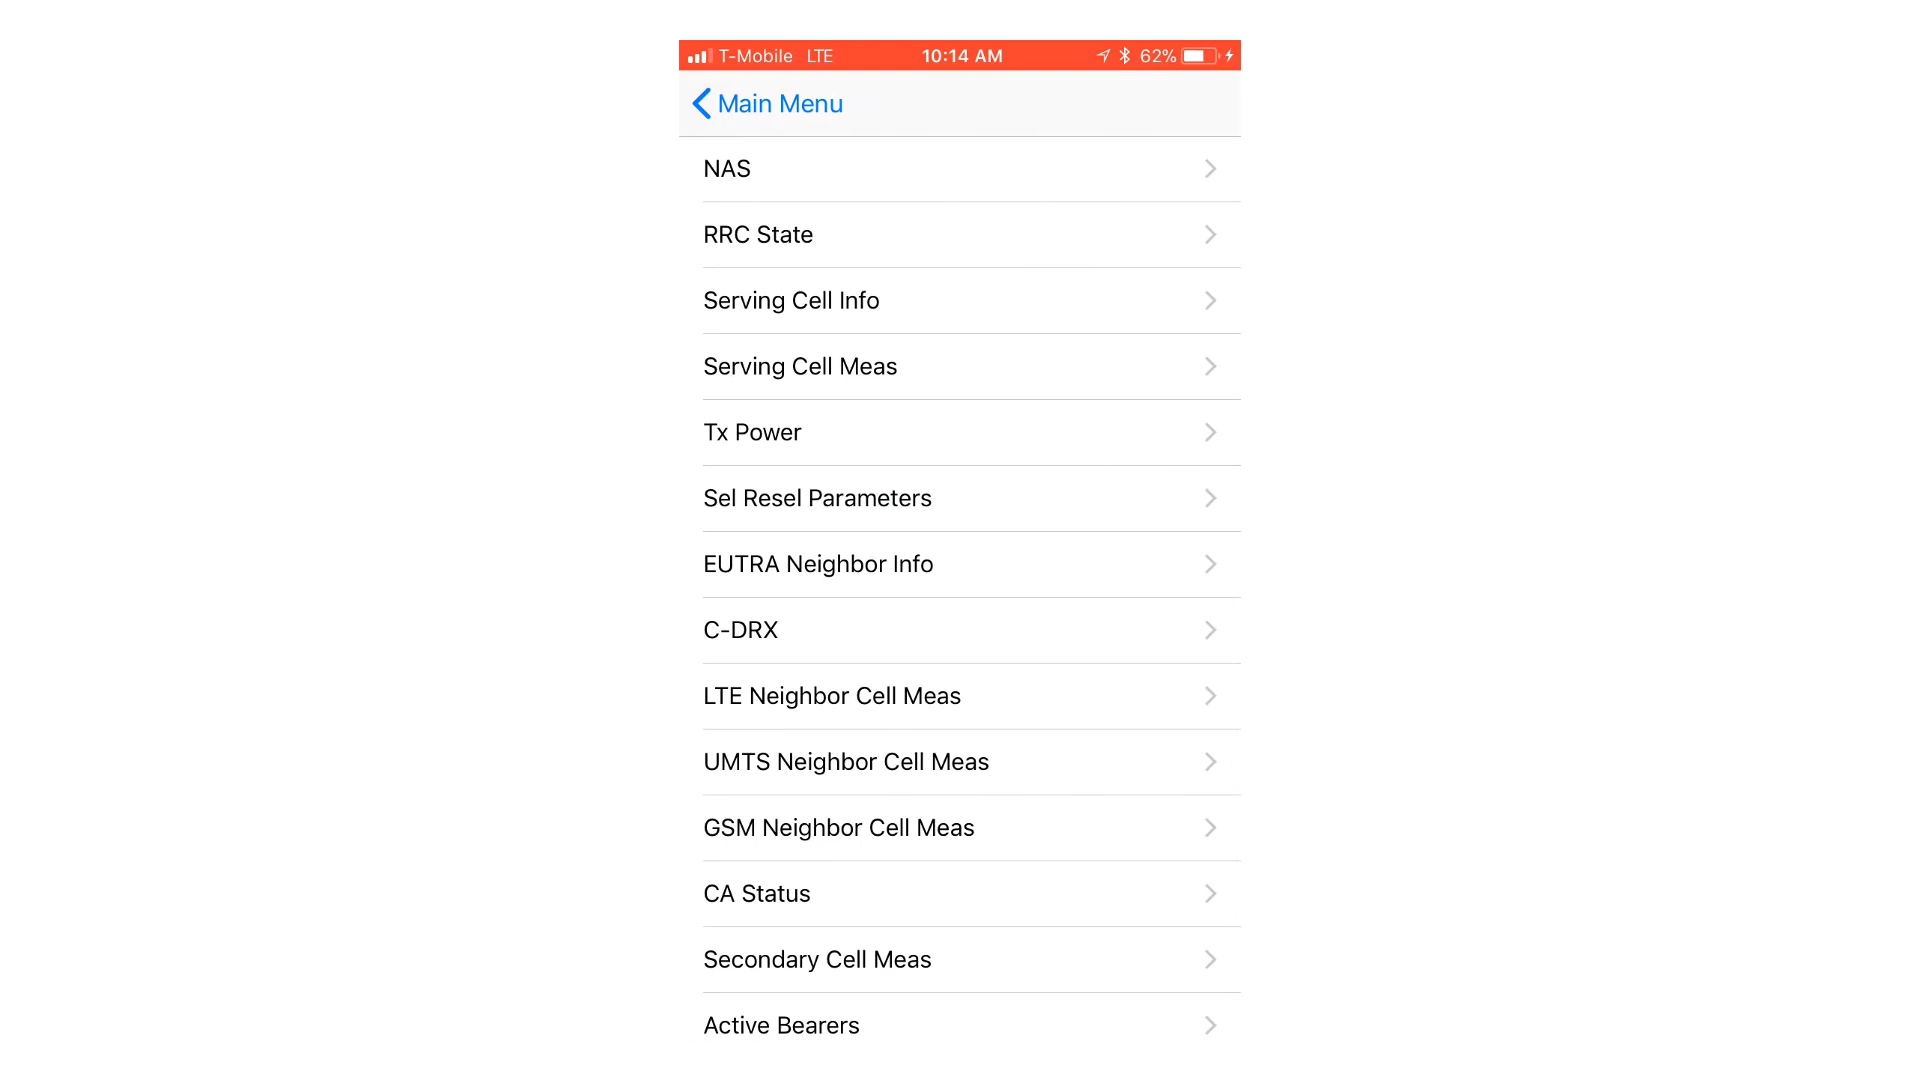 T-Mobile LTE 10:14 AM 62%
Main Menu
NAS
RRC State
Serving Cell Info
Serving Cell Meas
Tx Power
Sel Resel Parameters
EUTRA Neighbor Info
C-DRX
LTE Neighbor Cell Meas
UMTS Neighbor Cell Meas
GSM Neighbor Cell Meas
CA Status
Secondary Cell Meas
Active Bearers